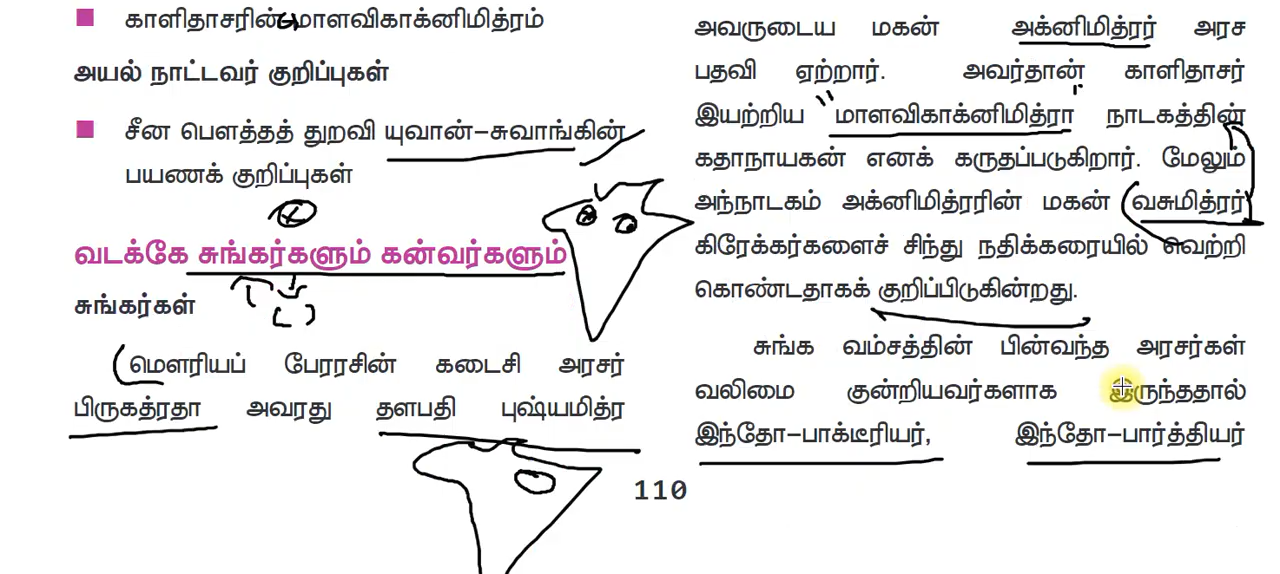 காளிதாசரின் மாளவிகாக்னிமித்ரம்
அயல் நாட்டவர் குறிப்புகள்
சீன பௌத்தத் துறவி யுவான்-சுவாங்கின்
பயணக் குறிப்புகள்
வடக்கே சுங்கர்களும் கன்வர்களும்
சுங்கர்கள்
மௌரியப் பேரரசின் கடைசி அரசர்
பிருகத்ரதா அவரது தளபதி புஷ்யமித்ர
அவருடைய மகன் அக்னிமித்ரர் அரச
பதவி ஏற்றார். அவர்தான் காளிதாசர்
இயற்றிய மாளவிகாக்னிமித்ரா நாடகத்தின்
கதாநாயகன் எனக் கருதப்படுகிறார். மேலும்
அந்நாடகம் அக்னிமித்ரரின் மகன் வசுமித்ரர்
கிரேக்கர்களைச் சிந்து நதிக்கரையில் வெற்றி
கொண்டதாகக் குறிப்பிடுகின்றது.
சுங்க வம்சத்தின் பின்வந்த அரசர்கள்
வலிமை குன்றியவர்களாக இருந்ததால்
இந்தோ-பாக்டீரியர், இந்தோ-பார்த்தியர்
110